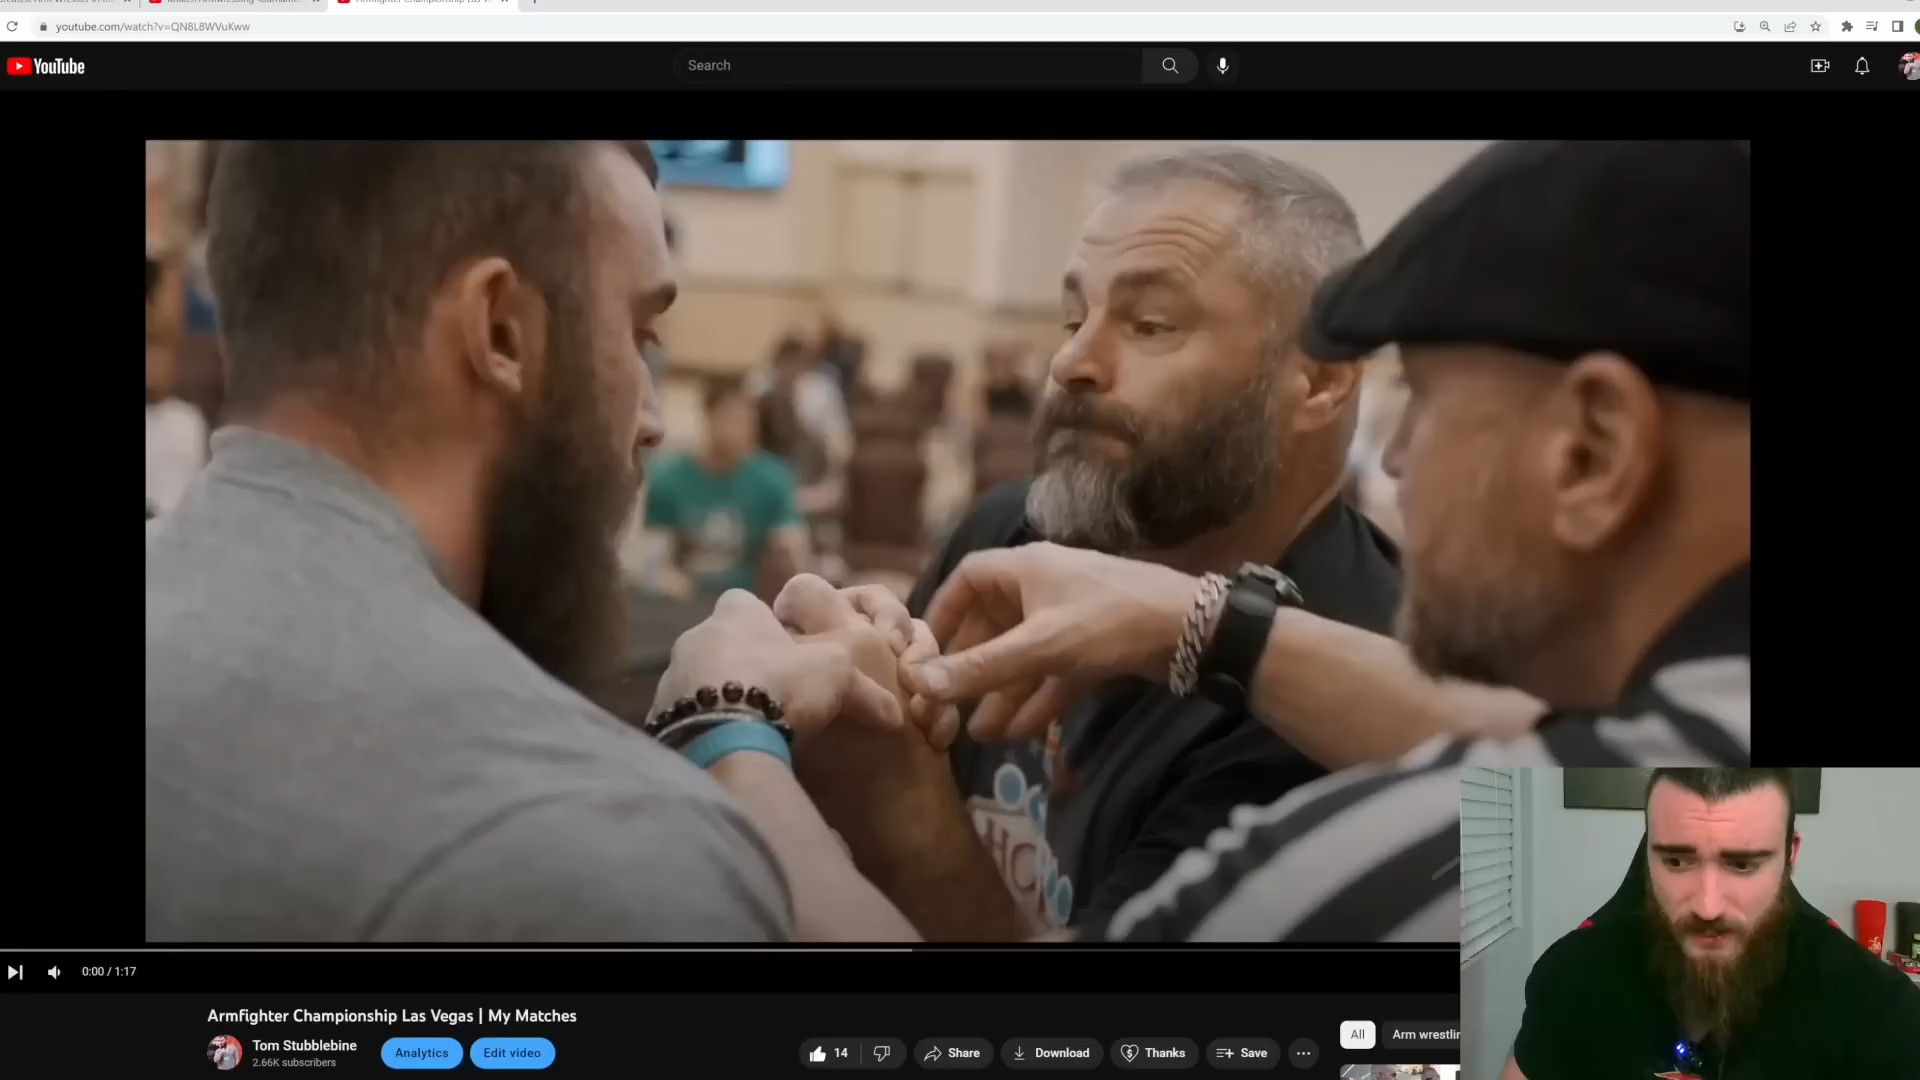 youtube.com/watch?v=QN8L8WVuKww
YouTube
Search
0:00 / 1:17
Armfighter Championship Las Vegas | My Matches
Tom Stubblebine
2.66K subscribers
Analytics
Edit video
14
Share
Download
Thanks
Save
All
Arm wrestlin